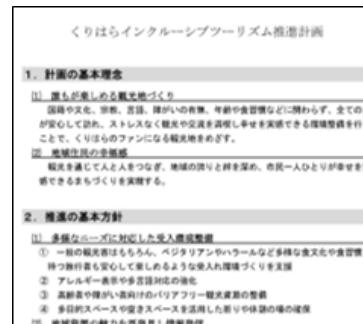 くりはらインクルーシブツーリズム推進計画
1．計画の基本理念
[1] 誰もが楽しめる観光地づくり
国籍や文化、宗教、言語、障がいの有無、年齢や食習慣などに関わらず、全ての
が安心して訪れ、ストレスなく観光や交流を満喫し幸せを実感できる環境整備を行
ことで、くりはらのファンになる観光地をめざす。
[2] 地域住民の幸福感
観光を通じて人と人をつなぎ、地域の誇りと絆を深め、市民一人ひとりが幸せを
感できるまちづくりを実現する。
2．推進の基本方針
[1] 多様なニーズに対応した受入環境整備
① 一般の観光客はもちろん、ベジタリアンやハラールなど多様な食文化や食習慣
持つ旅行者も安心して楽しめるような受入れ環境づくりを支援
② アレルギー表示や多言語対応の強化
③ 高齢者や障がい者向けのバリアフリー観光資源の整備
④ 多目的スペースや空きスペースを活用した祈りや休憩の場の確保
[2] 地域資源の魅力を再発見し情報発信